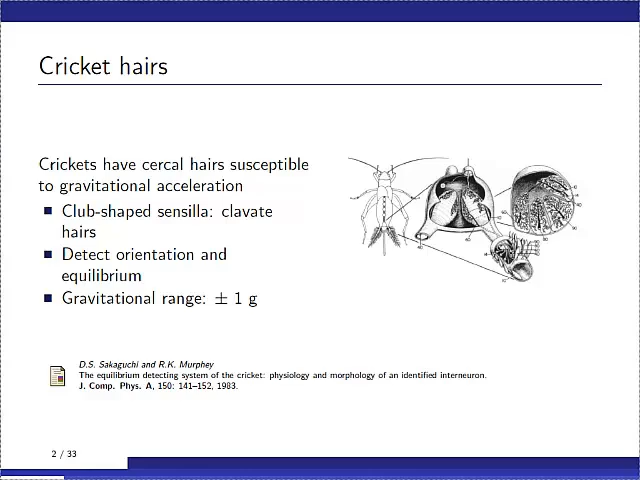 Cricket hairs
Crickets have cercal hairs susceptible
to gravitational acceleration
Club-shaped sensilla: clavate
hairs
Detect orientation and
equilibrium
Gravitational range: ± 1 g
D.S. Sakaguchi and R.K. Murphey
The equilibrium detecting system of the cricket: physiology and morphology of an identified interneuron.
J. Comp. Phys. A, 150: 141–152, 1983.
2 / 33